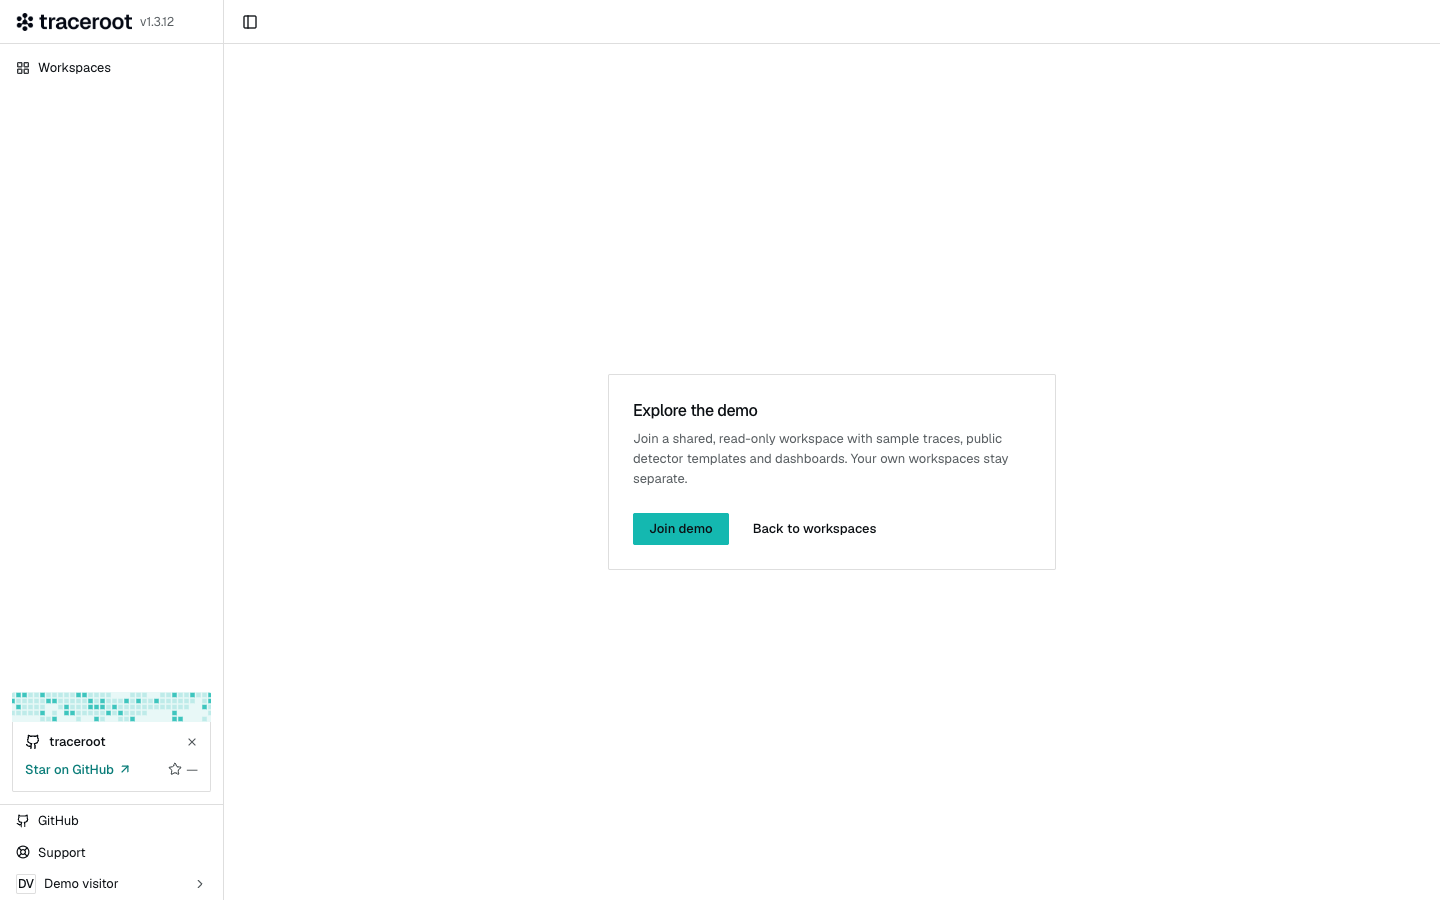 traceroot v1.3.12
Workspaces
Explore the demo
Join a shared, read-only workspace with sample traces, public
detector templates and dashboards. Your own workspaces stay
separate.
Join demo
Back to workspaces
traceroot
Star on GitHub
GitHub
Support
DV Demo visitor